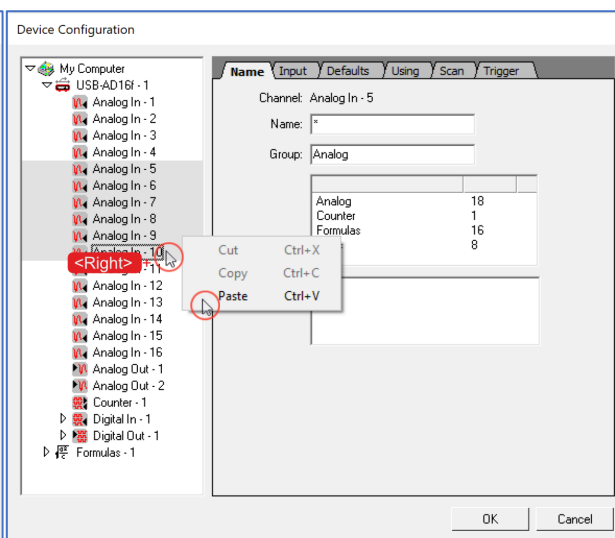 Device Configuration
My Computer
USB-AD16f - 1
Analog In - 1
Analog In - 2
Analog In - 3
Analog In - 4
Analog In - 5
Analog In - 6
Analog In - 7
Analog In - 8
Analog In - 9
Analog In - 10
<Right> + - 11
Analog In - 12
Analog In - 13
Analog In - 14
Analog In - 15
Analog In - 16
Analog Out - 1
Analog Out - 2
Counter - 1
Digital In - 1
Digital Out - 1
Formulas - 1
Name Input Defaults Using Scan Trigger
Channel: Analog In - 5
Name: *
Group: Analog
Analog 18
Counter 1
Formulas 16
8
Cut Ctrl+X
Copy Ctrl+C
Paste Ctrl+V
OK Cancel